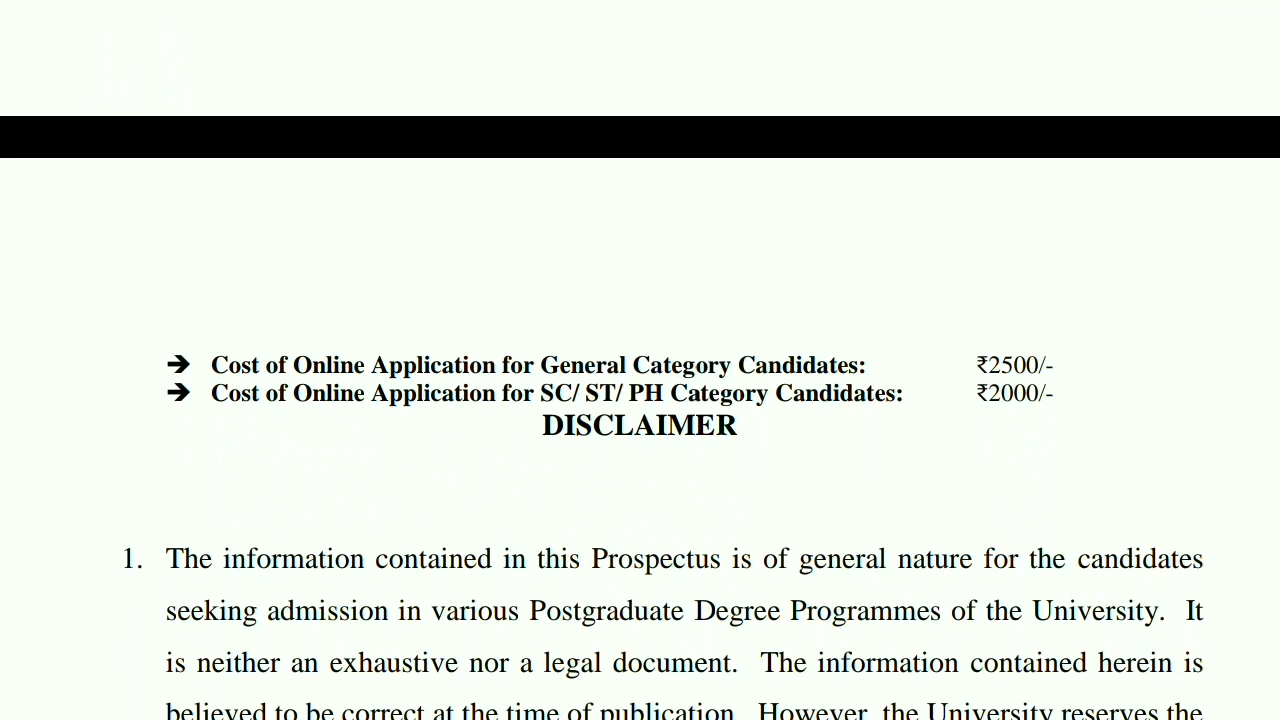 ➔ Cost of Online Application for General Category Candidates: ₹2500/-
➔ Cost of Online Application for SC/ ST/ PH Category Candidates: ₹2000/-
DISCLAIMER
1. The information contained in this Prospectus is of general nature for the candidates
seeking admission in various Postgraduate Degree Programmes of the University. It
is neither an exhaustive nor a legal document. The information contained herein is
believed to be correct at the time of publication. However, the University reserves the